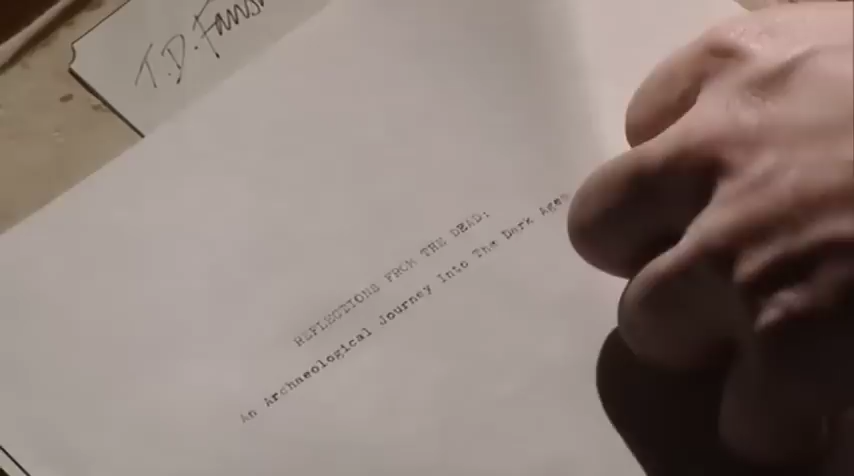 T.D.
REFLECTIONS FROM THE DEAD:
An Archaeological Journey Into The Dark Ages